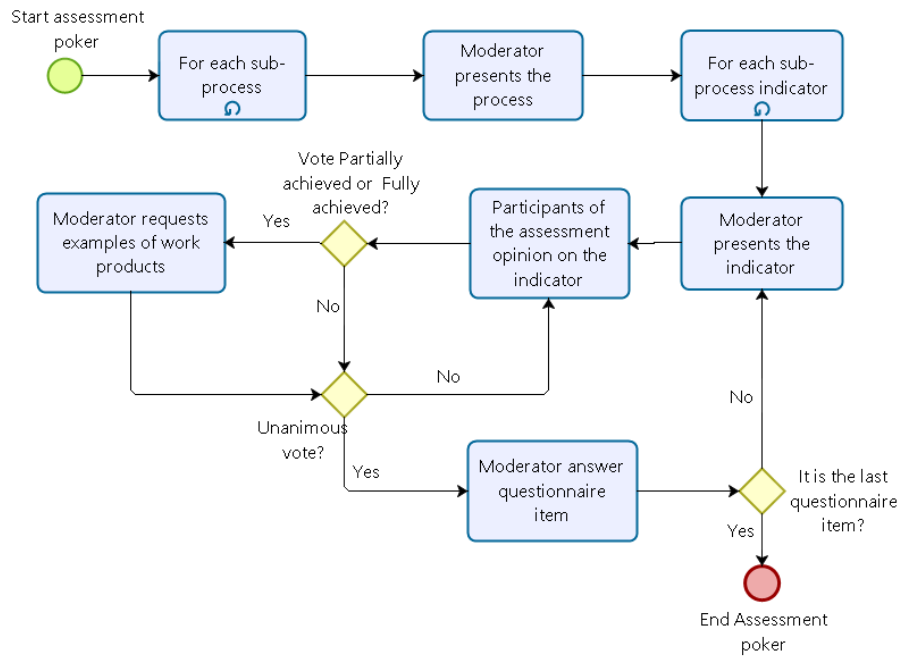 Start assessment
poker
For each sub-
process
Moderator
presents the
process
For each sub-
process indicator
Vote Partially
achieved or Fully
achieved?
Moderator requests
examples of work
products
Yes
Participants of
the assessment
opinion on the
indicator
Moderator
presents the
indicator
No
No
No
Unanimous
vote?
Yes
Moderator answer
questionnaire
item
It is the last
questionnaire
item?
Yes
End Assessment
poker